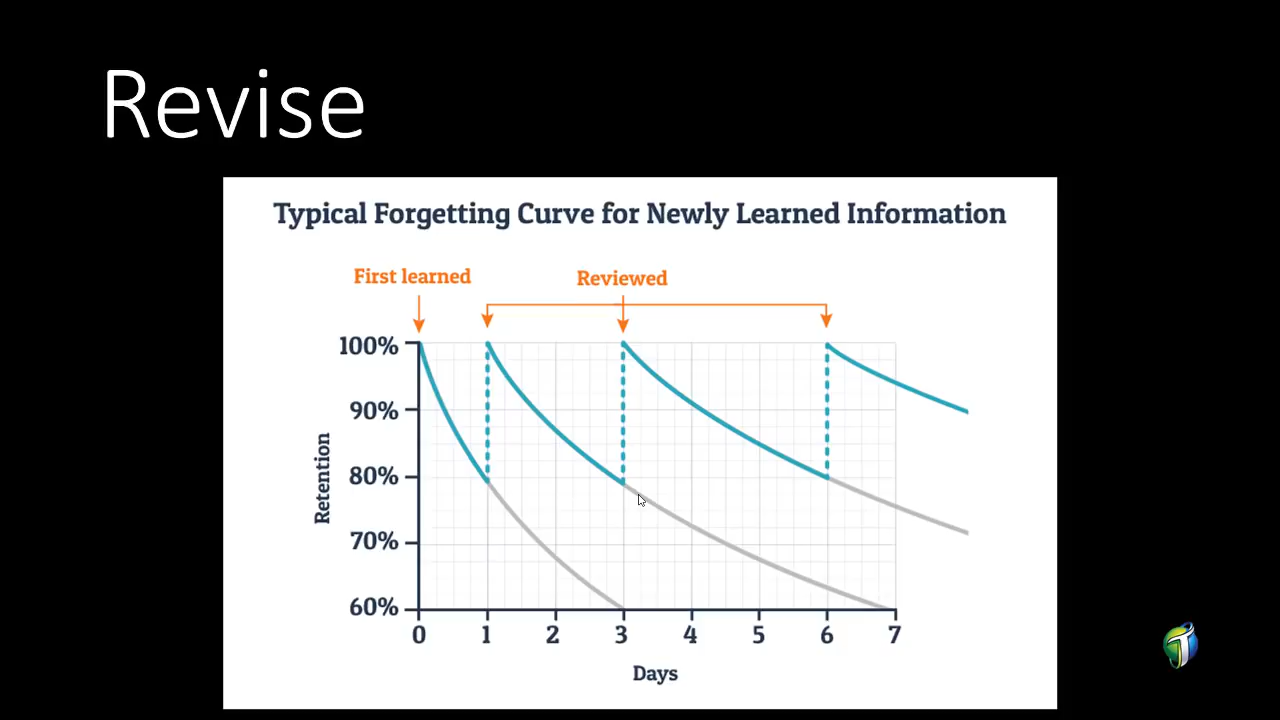 Revise
Typical Forgetting Curve for Newly Learned Information
First learned
Reviewed
100%
90%
80%
70%
60%
Retention
0 1 2 3 4 5 6 7
Days
T